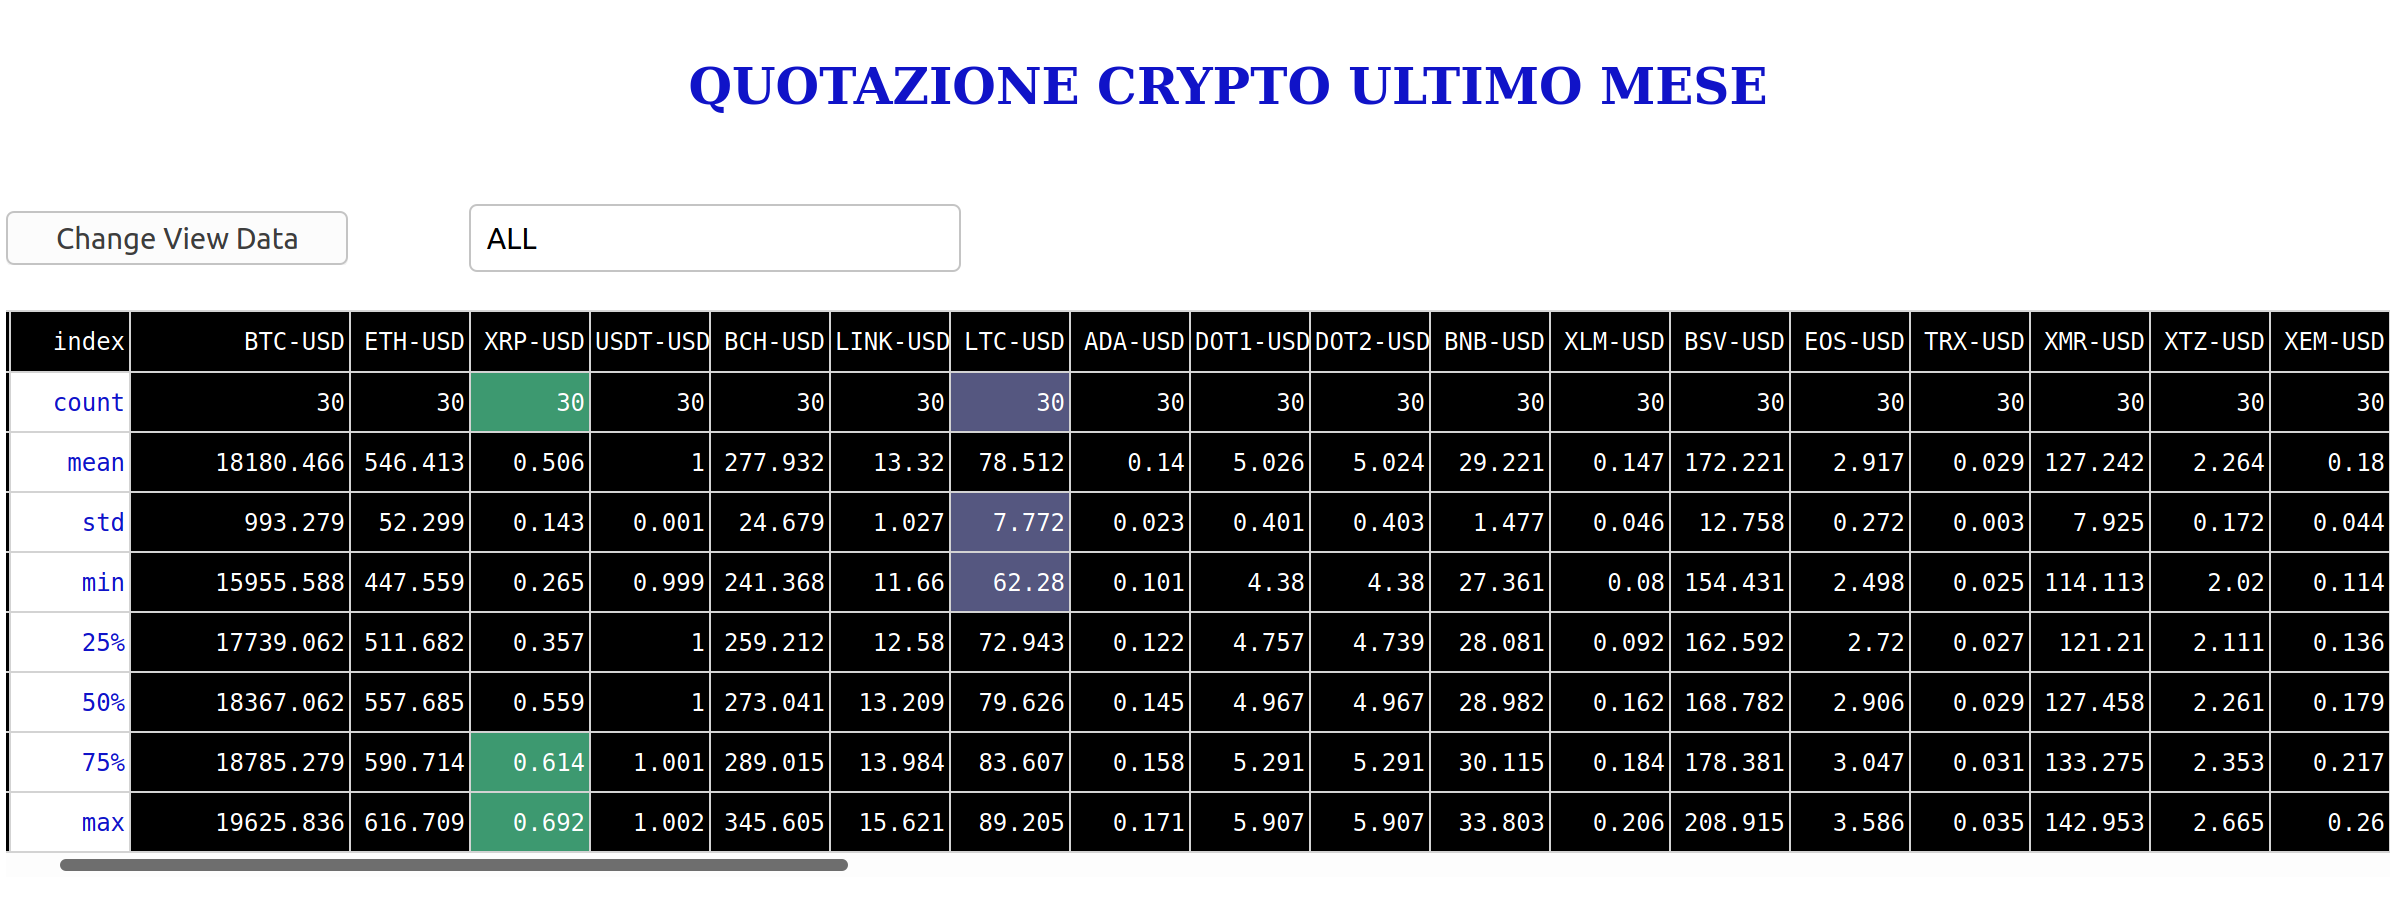 QUOTAZIONE CRYPTO ULTIMO MESE
Change View Data ALL
index BTC-USD ETH-USD XRP-USD USDT-USD BCH-USD LINK-USD LTC-USD ADA-USD DOT1-USD DOT2-USD BNB-USD XLM-USD BSV-USD EOS-USD TRX-USD XMR-USD XTZ-USD XEM-USD
count 30 30 30 30 30 30 30 30 30 30 30 30 30 30 30 30 30 30
mean 18180.466 546.413 0.506 1 277.932 13.32 78.512 0.14 5.026 5.024 29.221 0.147 172.221 2.917 0.029 127.242 2.264 0.18
std 993.279 52.299 0.143 0.001 24.679 1.027 7.772 0.023 0.401 0.403 1.477 0.046 12.758 0.272 0.003 7.925 0.172 0.044
min 15955.588 447.559 0.265 0.999 241.368 11.66 62.28 0.101 4.38 4.38 27.361 0.08 154.431 2.498 0.025 114.113 2.02 0.114
25% 17739.062 511.682 0.357 1 259.212 12.58 72.943 0.122 4.757 4.739 28.081 0.092 162.592 2.72 0.027 121.21 2.111 0.136
50% 18367.062 557.685 0.559 1 273.041 13.209 79.626 0.145 4.967 4.967 28.982 0.162 168.782 2.906 0.029 127.458 2.261 0.179
75% 18785.279 590.714 0.614 1.001 289.015 13.984 83.607 0.158 5.291 5.291 30.115 0.184 178.381 3.047 0.031 133.275 2.353 0.217
max 19625.836 616.709 0.692 1.002 345.605 15.621 89.205 0.171 5.907 5.907 33.803 0.206 208.915 3.586 0.035 142.953 2.665 0.26